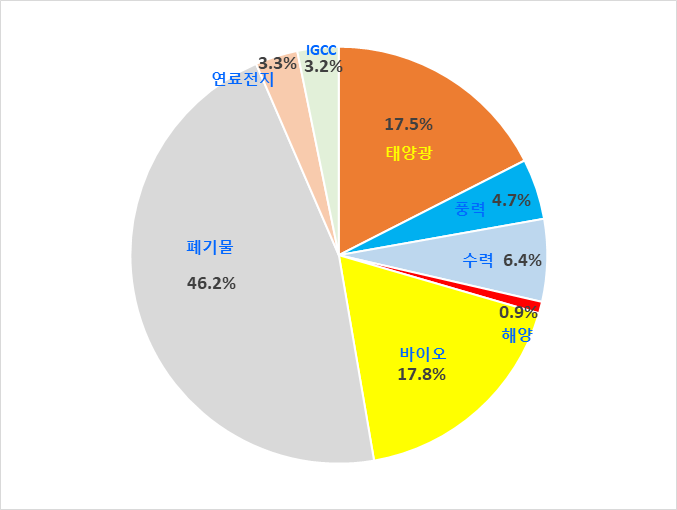 IGCC
3.2%
3.3%
연료전지
17.5%
태양광
4.7%
풍력
수력 6.4%
0.9%
해양
바이오
17.8%
폐기물
46.2%